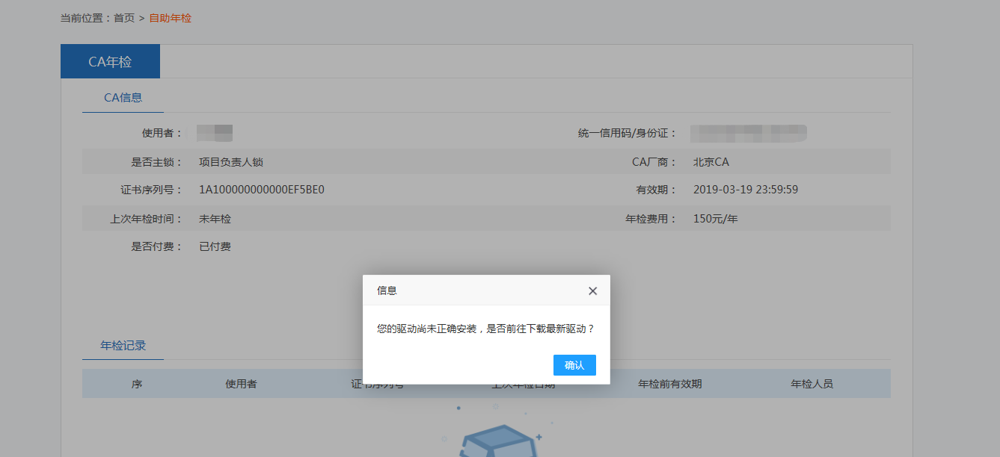 当前位置：首页 > 自助年检
CA年检
CA信息
使用者：
统一信用码/身份证：
是否主锁： 项目负责人锁
CA厂商： 北京CA
证书序列号： 1A100000000000EF5BE0
有效期： 2019-03-19 23:59:59
上次年检时间： 未年检
年检费用： 150元/年
是否付费： 已付费
信息
您的驱动尚未正确安装，是否前往下载最新驱动？
确认
年检记录
序 使用者 证书序列号 上次年检日期 年检前有效期 年检人员